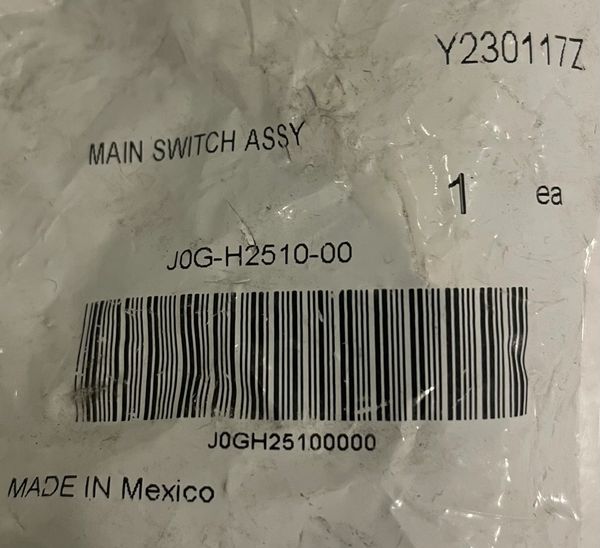 Y230117Z
MAIN SWITCH ASSY
1 ea
J0G-H2510-00
J0GH25100000
MADE IN Mexico